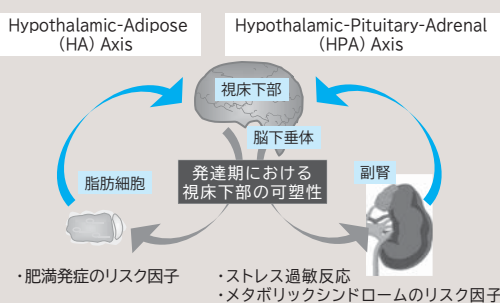 Hypothalamic-Adipose
(HA) Axis
Hypothalamic-Pituitary-Adrenal
(HPA) Axis
視床下部
脳下垂体
発達期における
視床下部の可塑性
脂肪細胞
副腎
・肥満発症のリスク因子
・ストレス過敏反応
・メタボリックシンドロームのリスク因子